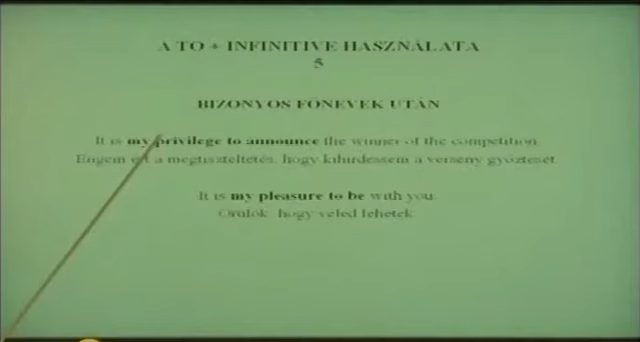 A TO + INFINITIVE HASZNÁLATA
5
BIZONYOS FŐNEVEK UTÁN
It is my privilege to announce the winner of the competition.
Engem ér a megtiszteltetés, hogy kihirdessem a verseny győztesét
It is my pleasure to be with you.
Örülök, hogy veled lehetek